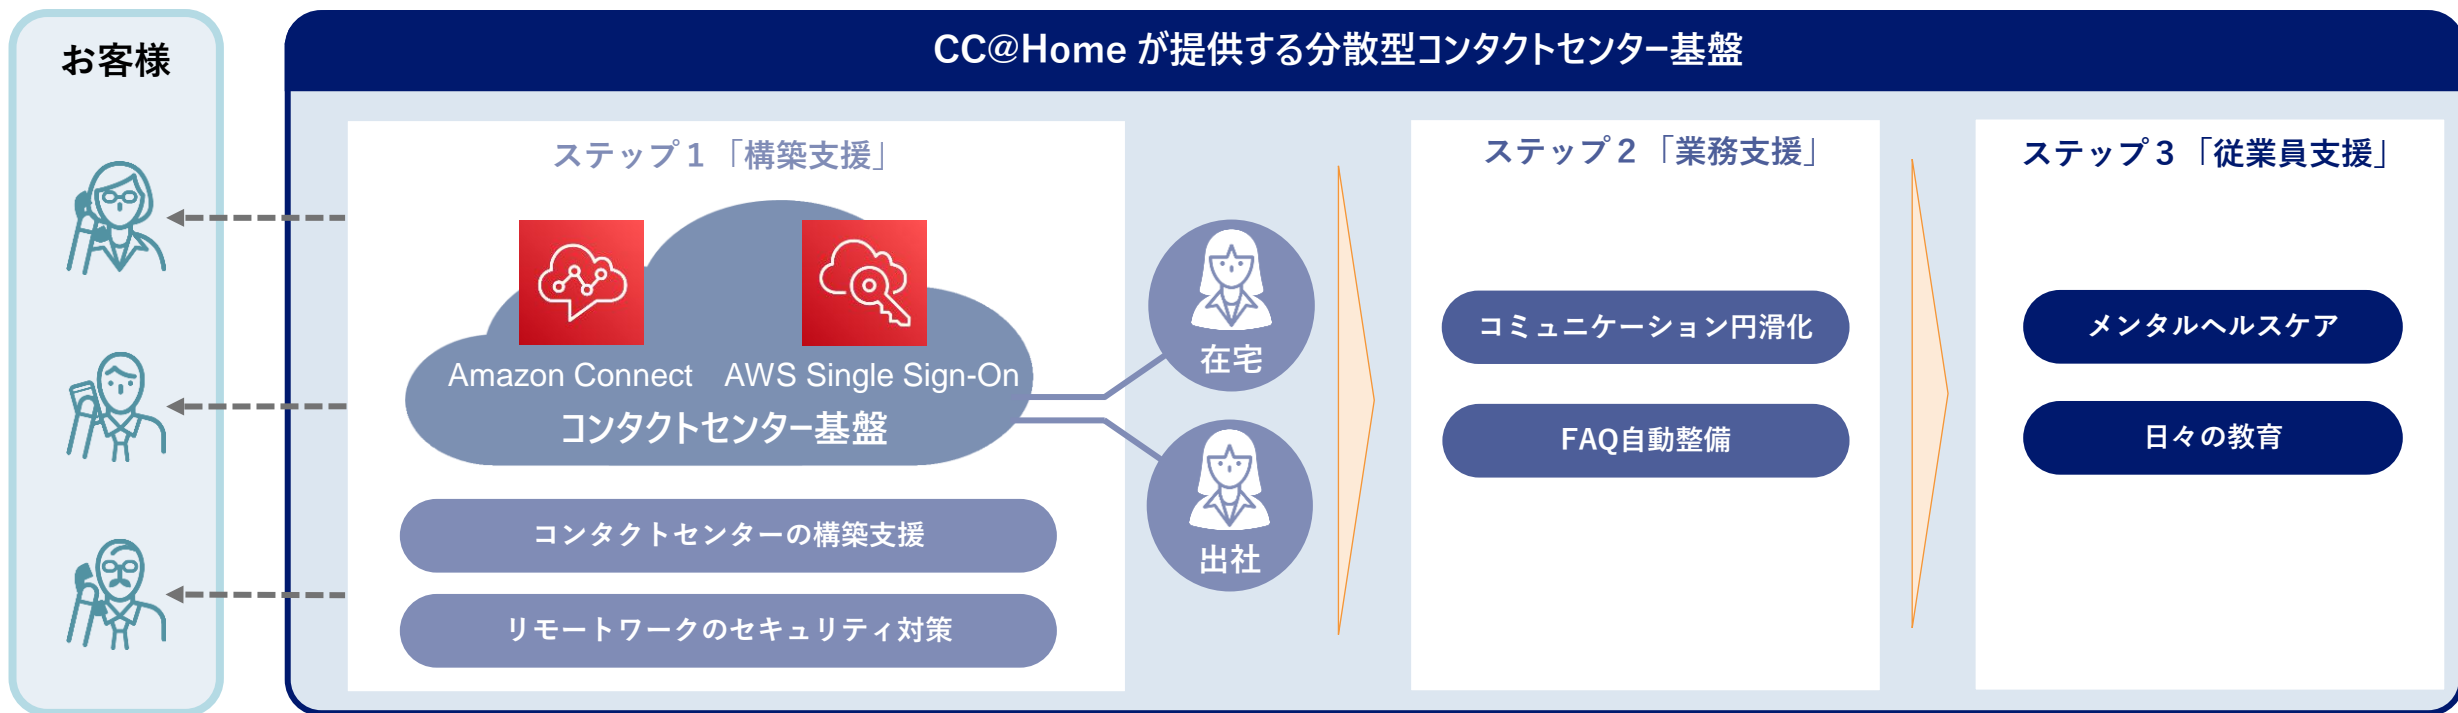 お客様
CC@Home が提供する分散型コンタクトセンター基盤
ステップ１「構築支援」
Amazon Connect
AWS Single Sign-On
コンタクトセンター基盤
コンタクトセンターの構築支援
リモートワークのセキュリティ対策
在宅
出社
ステップ２「業務支援」
コミュニケーション円滑化
FAQ自動整備
ステップ３「従業員支援」
メンタルヘルスケア
日々の教育